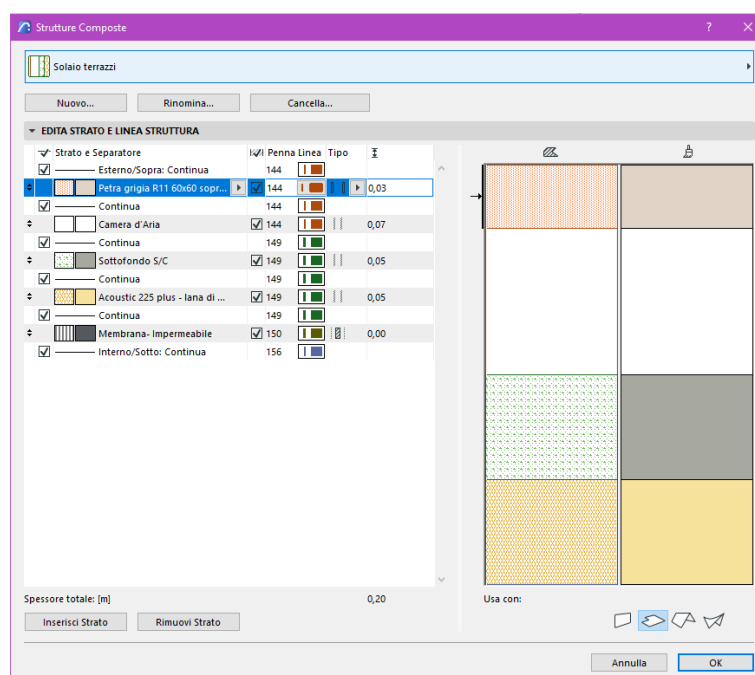 Strutture Composte
Solaio terrazzi
Nuovo... Rinomina... Cancella...
EDITA STRATO E LINEA STRUTTURA
Strato e Separatore Penna Linea Tipo
Esterno/Sopra: Continua 144
Petra grigia R11 60x60 sopr... 144 0,03
Continua 144
Camera d'Aria 144 0,07
Continua 149
Sottofondo S/C 149 0,05
Continua 149
Acoustic 225 plus - lana di ... 149 0,05
Continua 149
Membrana- Impermeabile 150 0,00
Interno/Sotto: Continua 156
Spessore totale: [m] 0,20
Usa con:
Inserisci Strato Rimuovi Strato
Annulla OK